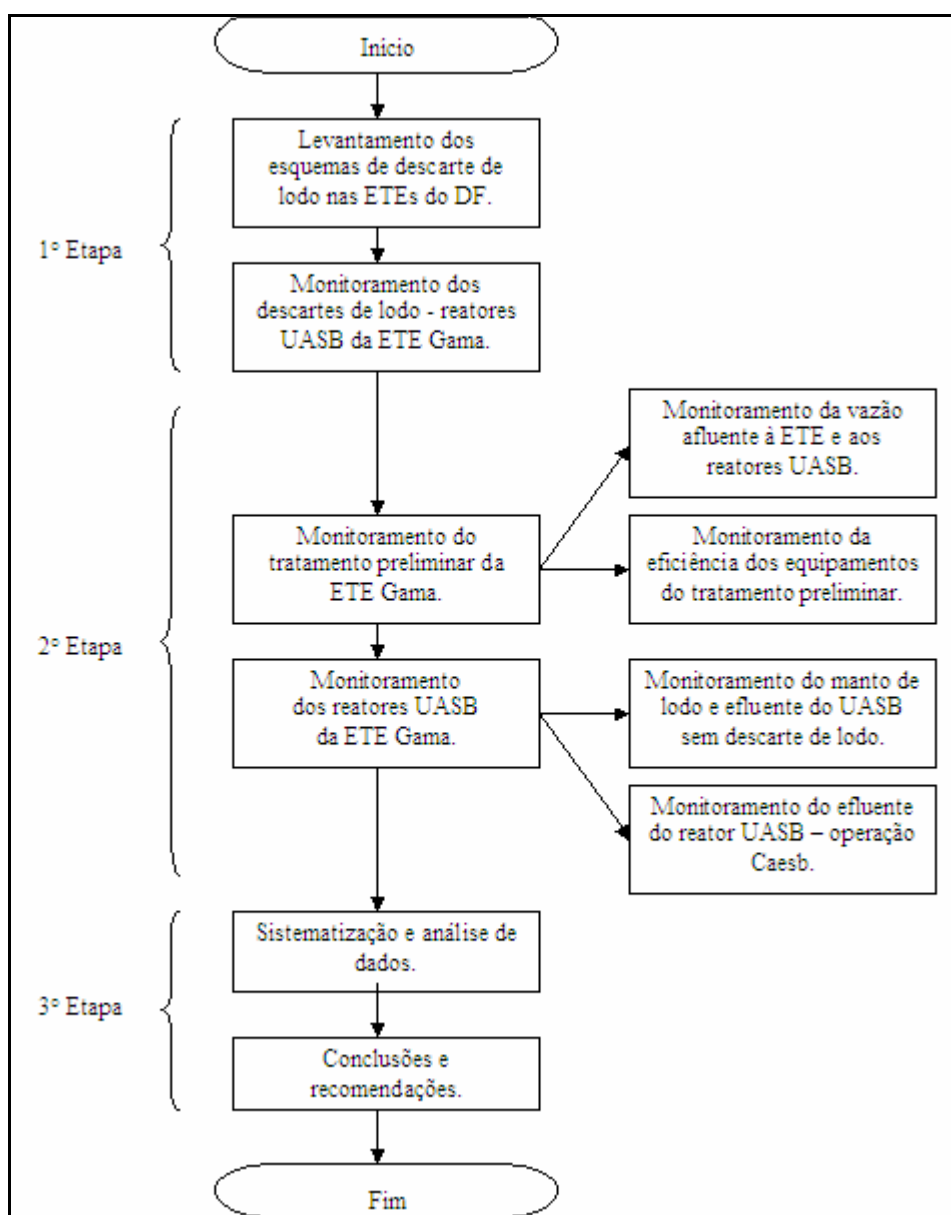 Inicio
Levantamento dos
esquemas de descarte de
lodo nas ETEs do DF.
1° Etapa
Monitoramento dos
descartes de lodo - reatores
UASB da ETE Gama.
Monitoramento da vazão
afluente à ETE e aos
reatores UASB.
Monitoramento do
tratamento preliminar da
ETE Gama.
Monitoramento da
eficiência dos equipamentos
do tratamento preliminar.
2° Etapa
Monitoramento
dos reatores UASB
da ETE Gama.
Monitoramento do manto de
lodo e efluente do UASB
sem descarte de lodo.
Monitoramento do efluente
do reator UASB – operação
Caesb.
Sistematização e análise de
dados.
3° Etapa
Conclusões e
recomendações.
Fim